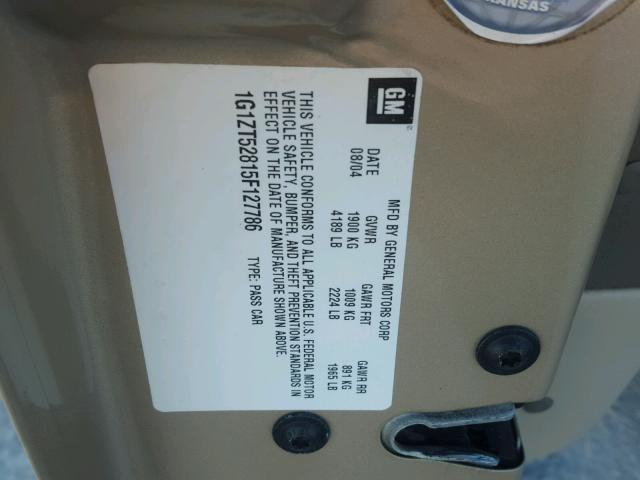 KANSAS
GM
MFD BY GENERAL MOTORS CORP
DATE GVWR GAWR FRT GAWR RR
08/04 1900 KG 1009 KG 891 KG
4189 LB 2224 LB 1965 LB
THIS VEHICLE CONFORMS TO ALL APPLICABLE U.S. FEDERAL MOTOR
VEHICLE SAFETY, BUMPER, AND THEFT PREVENTION STANDARDS IN
EFFECT ON THE DATE OF MANUFACTURE SHOWN ABOVE.
1G1ZT52815F127786 TYPE: PASS CAR